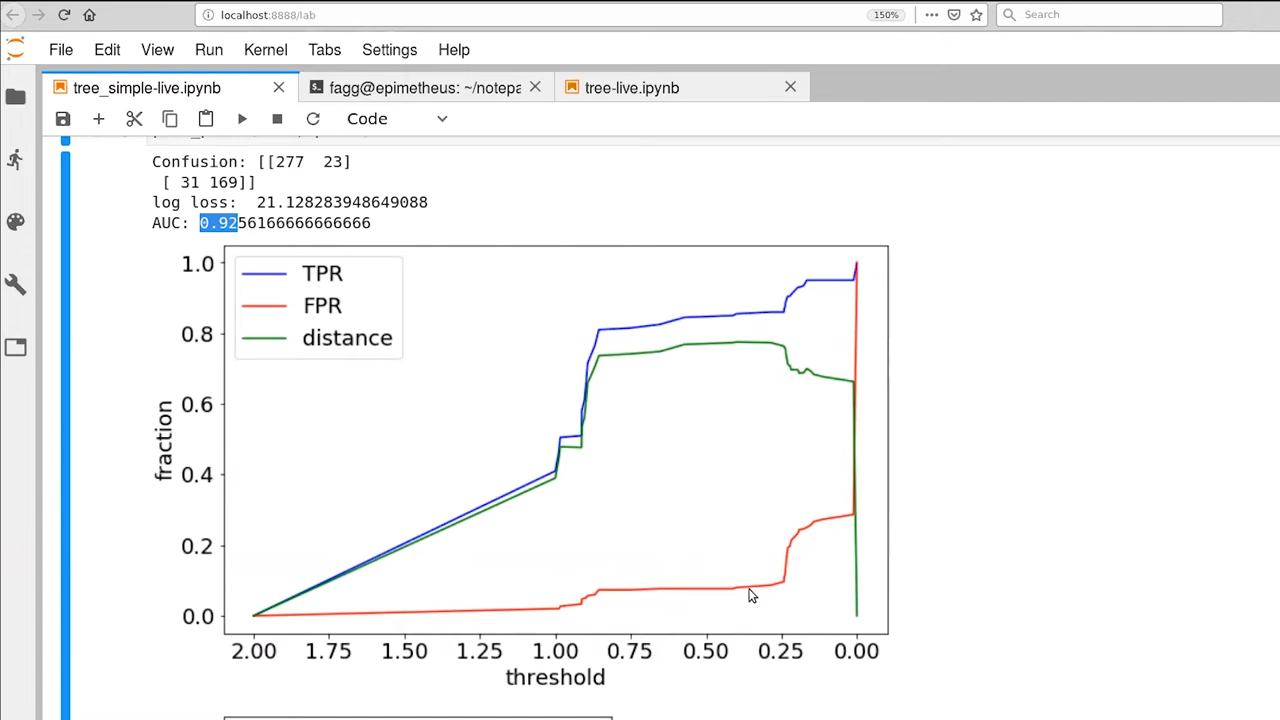 localhost:8888/lab
150%
Search
File Edit View Run Kernel Tabs Settings Help
tree_simple-live.ipynb
fagg@epimetheus: ~/notepa
tree-live.ipynb
Code
Confusion: [[277  23]
[ 31 169]]
log loss:  21.128283948649088
AUC: 0.9256166666666666
1.0
TPR
FPR
0.8
distance
0.6
fraction
0.4
0.2
0.0
2.00 1.75 1.50 1.25 1.00 0.75 0.50 0.25 0.00
threshold